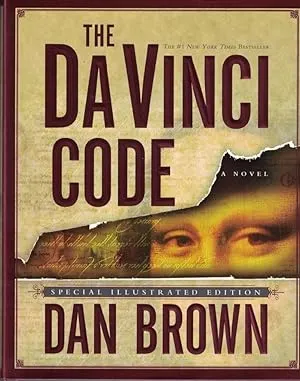 THE
The #1 New York Times Bestseller
DA VINCI
CODE
A NOVEL
SPECIAL ILLUSTRATED EDITION
DAN BROWN